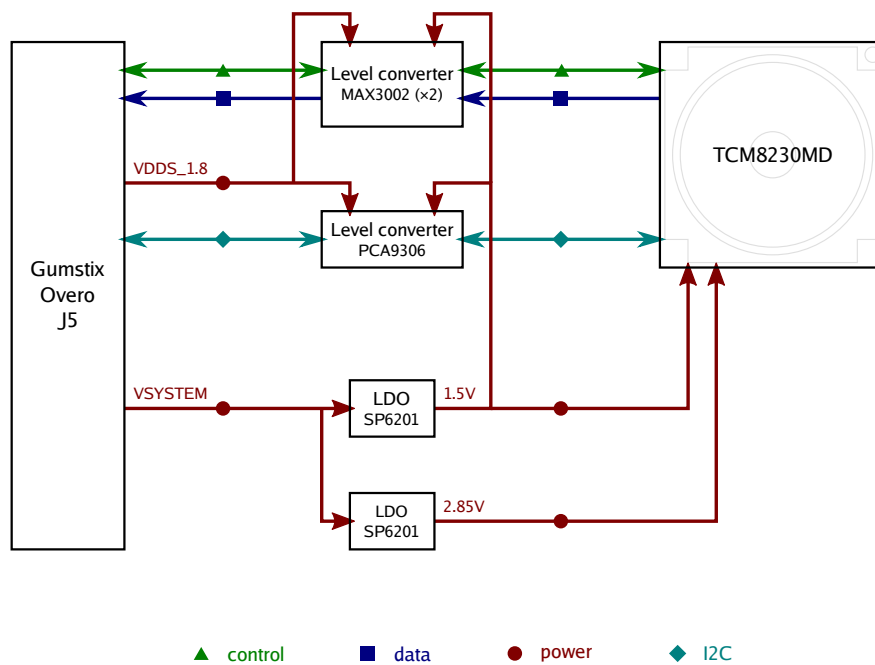 Level converter
MAX3002 (×2)
TCM8230MD
VDDS_1.8
Level converter
PCA9306
Gumstix
Overo
J5
VSYSTEM
LDO
SP6201
1.5V
LDO
SP6201
2.85V
control
data
power
I2C